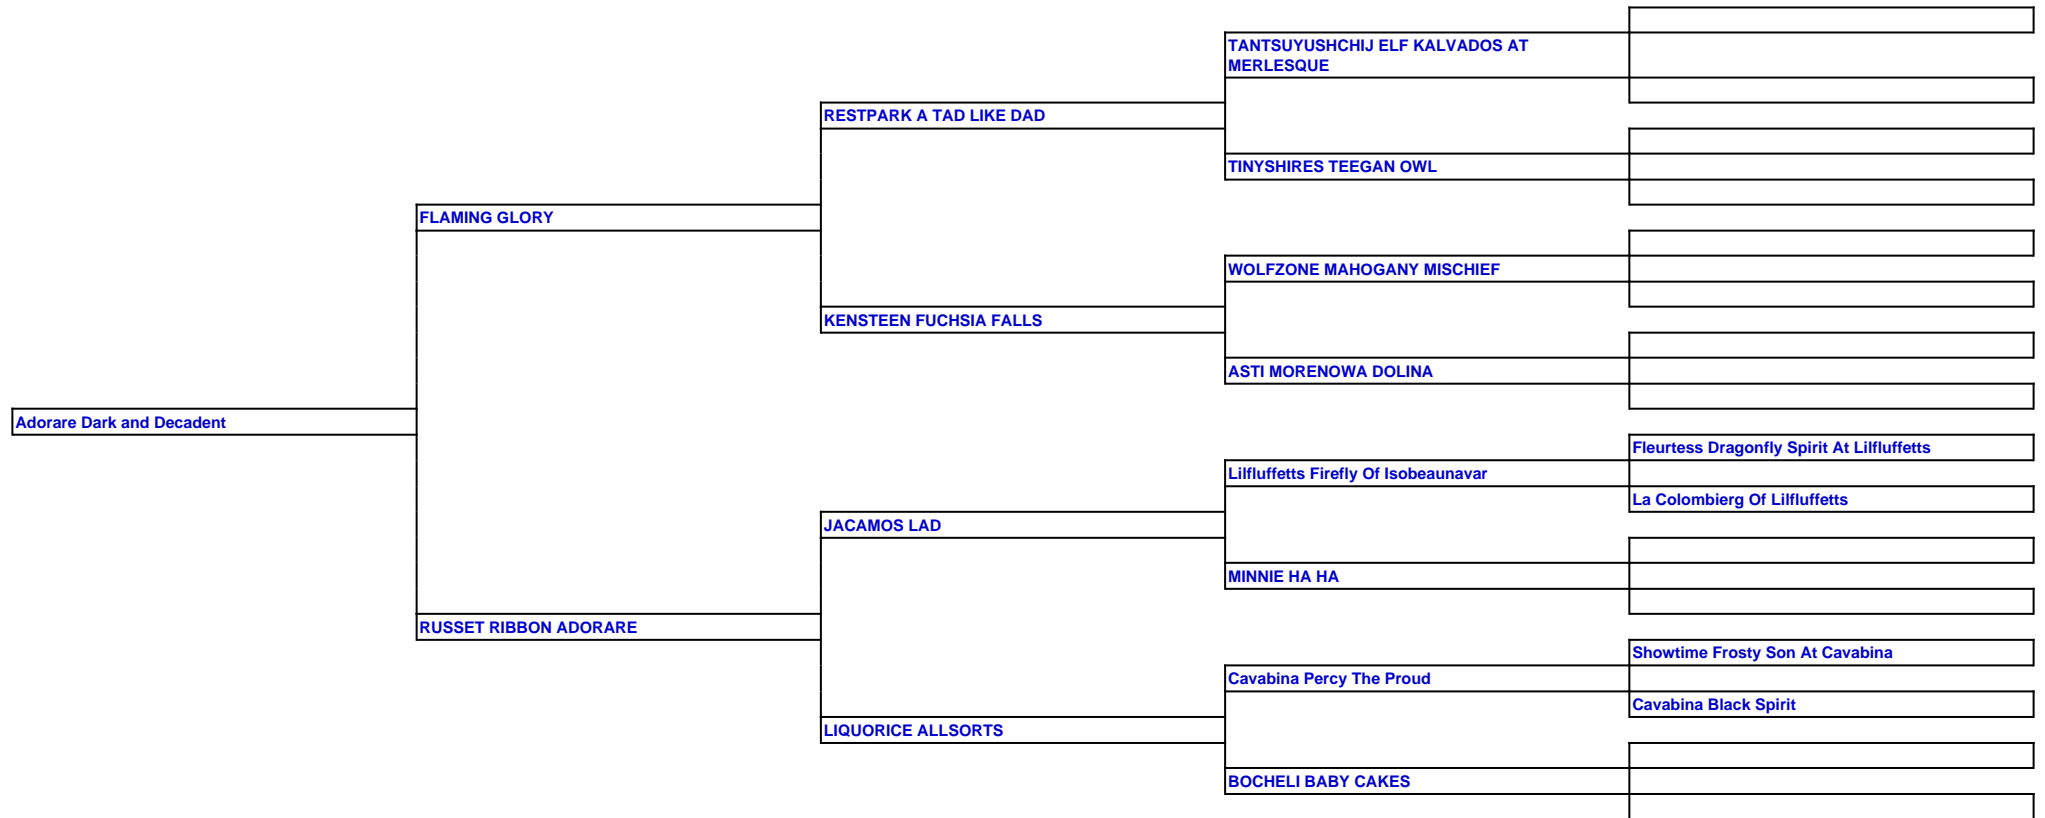 TANTSUYUSHCHIJ ELF KALVADOS AT
MERLESQUE
RESTPARK A TAD LIKE DAD
TINYSHIRES TEEGAN OWL
FLAMING GLORY
WOLFZONE MAHOGANY MISCHIEF
KENSTEEN FUCHSIA FALLS
ASTI MORENOWA DOLINA
Adorare Dark and Decadent
Fleurtess Dragonfly Spirit At Lilfluffetts
Lilfluffetts Firefly Of Isobeaunavar
La Colombierg Of Lilfluffetts
JACAMOS LAD
MINNIE HA HA
RUSSET RIBBON ADORARE
Showtime Frosty Son At Cavabina
Cavabina Percy The Proud
Cavabina Black Spirit
LIQUORICE ALLSORTS
BOCHELI BABY CAKES